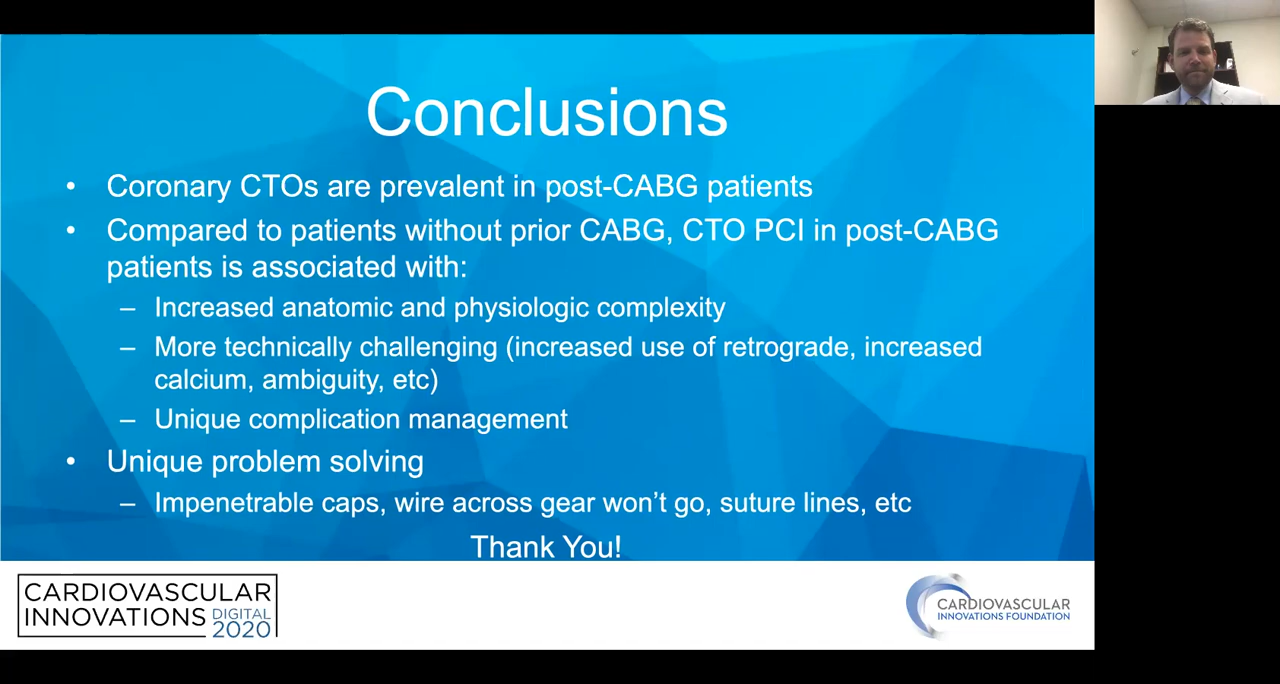 Conclusions
• Coronary CTOs are prevalent in post-CABG patients
• Compared to patients without prior CABG, CTO PCI in post-CABG
patients is associated with:
– Increased anatomic and physiologic complexity
– More technically challenging (increased use of retrograde, increased
calcium, ambiguity, etc)
– Unique complication management
• Unique problem solving
– Impenetrable caps, wire across gear won’t go, suture lines, etc
Thank You!
CARDIOVASCULAR
INNOVATIONS DIGITAL
2020
CARDIOVASCULAR
INNOVATIONS FOUNDATION